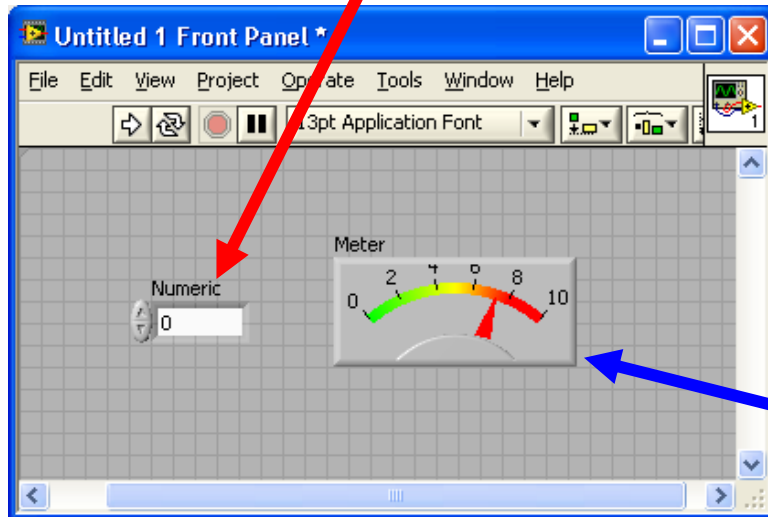 Untitled 1 Front Panel *
File Edit View Project Operate Tools Window Help
13pt Application Font
1
Meter
0 2 4 6 8 10
Numeric
0